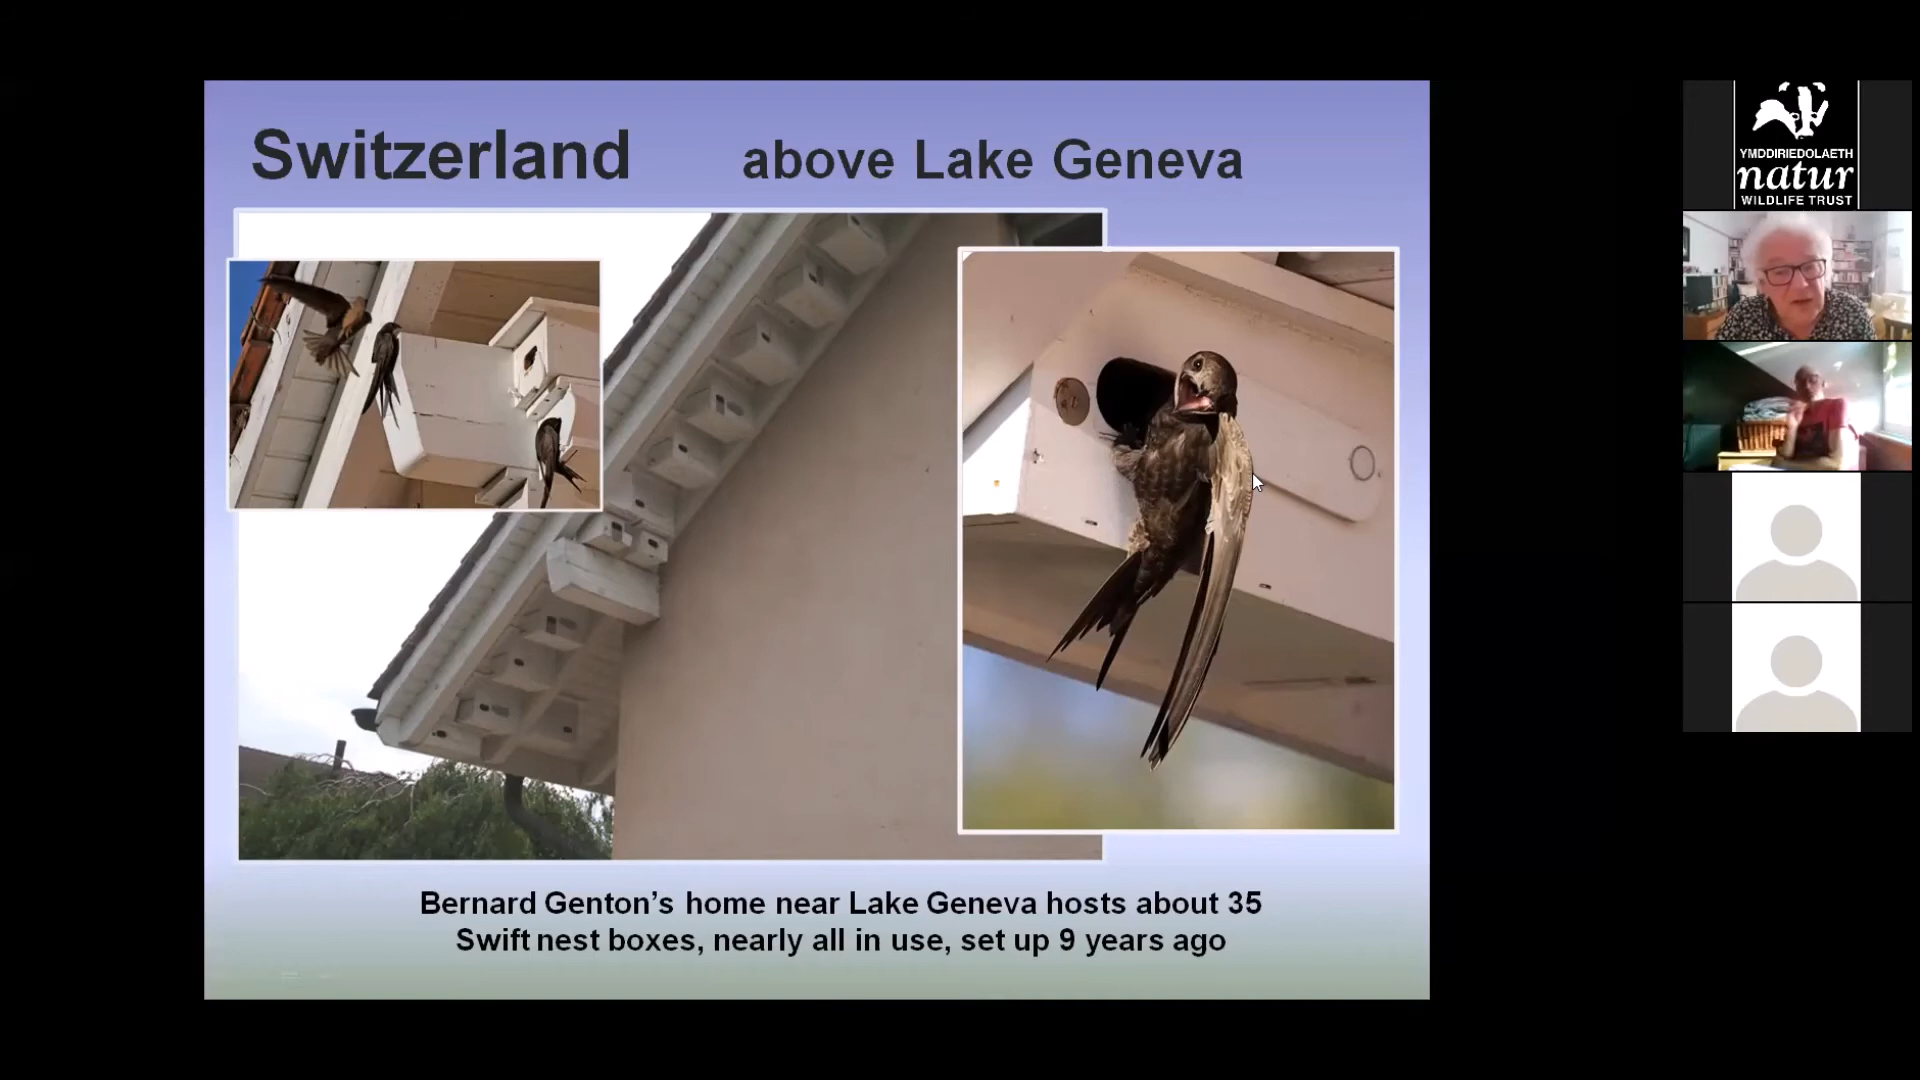 Switzerland above Lake Geneva
Bernard Genton's home near Lake Geneva hosts about 35
Swift nest boxes, nearly all in use, set up 9 years ago
YMDDIRIEDOLAETH
natur
WILDLIFE TRUST